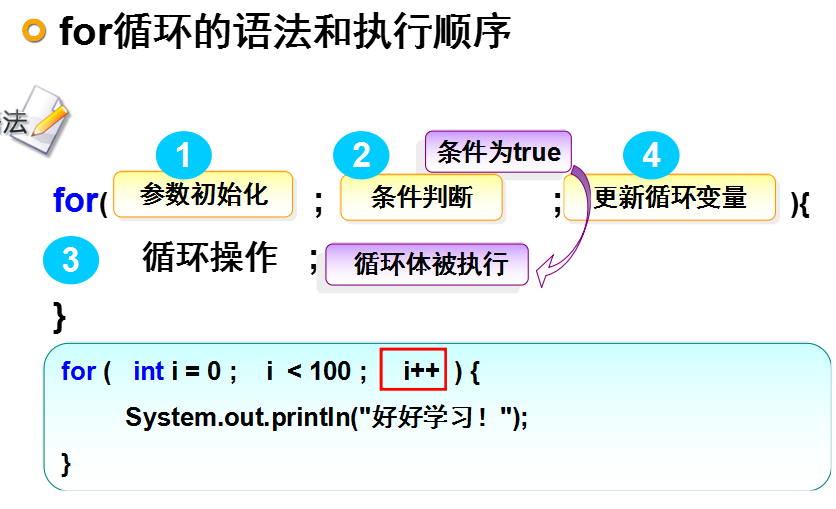 for循环的语法和执行顺序
法
1 2 条件为true 4
for( 参数初始化 ; 条件判断 ; 更新循环变量 ){
3 循环操作 ; 循环体被执行
}
for ( int i = 0 ; i < 100 ; i++ ) {
System.out.println("好好学习！");
}